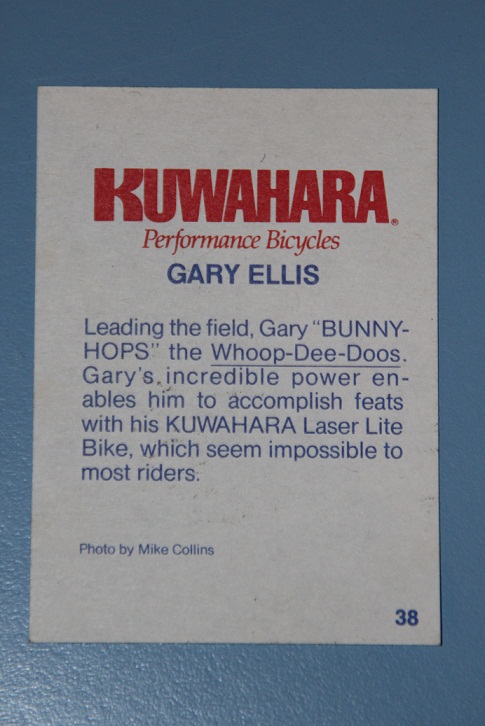 KUWAHARA®
Performance Bicycles
GARY ELLIS
Leading the field, Gary "BUNNY-
HOPS" the Whoop-Dee-Doos.
Gary's incredible power en-
ables him to accomplish feats
with his KUWAHARA Laser Lite
Bike, which seem impossible to
most riders.
Photo by Mike Collins
38